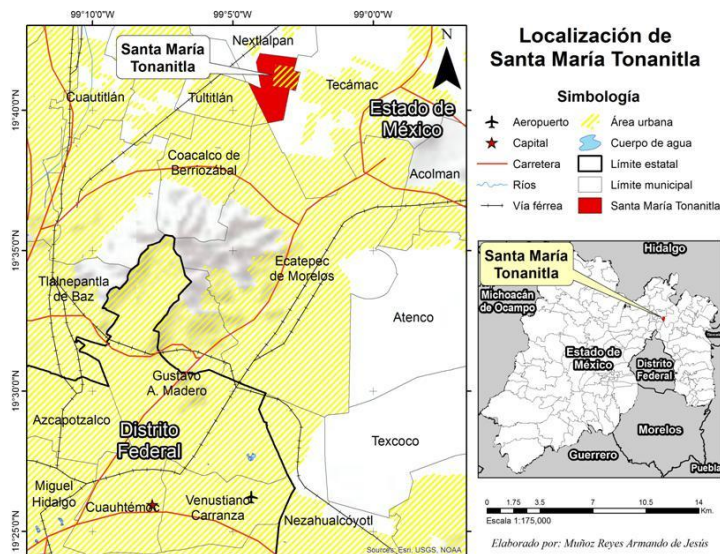 99°10'0"W
99°5'0"W
99°0'0"W
19°40'0"N
19°35'0"N
19°30'0"N
19°25'0"N
Nextlalpan
N
Santa María
Tonanitla
Cuautitlán
Tultitlán
Tecámac
Estado de
México
Coacalco de
Berriozábal
Acolman
Tlalnepantla
de Baz
Ecatepec
de Morelos
Atenco
Gustavo
A. Madero
Azcapotzalco
Distrito
Federal
Texcoco
Miguel
Hidalgo
Cuauhtémoc
Venustiano
Carranza
Nezahualcóyotl
Sources: Esri, USGS, NOAA
Localización de
Santa María Tonanitla
Simbología
Aeropuerto
Área urbana
Capital
Cuerpo de agua
Carretera
Límite estatal
Ríos
Límite municipal
Vía férrea
Santa María Tonanitla
Hidalgo
Santa María
Tonanitla
Michoacán
de Ocampo
Estado de
México
Distrito
Federal
Morelos
Guerrero
Puebla
0 1.75 3.5 7 10.5 14
Km.
Escala 1:175,000
Elaborado por: Muñoz Reyes Armando de Jesús